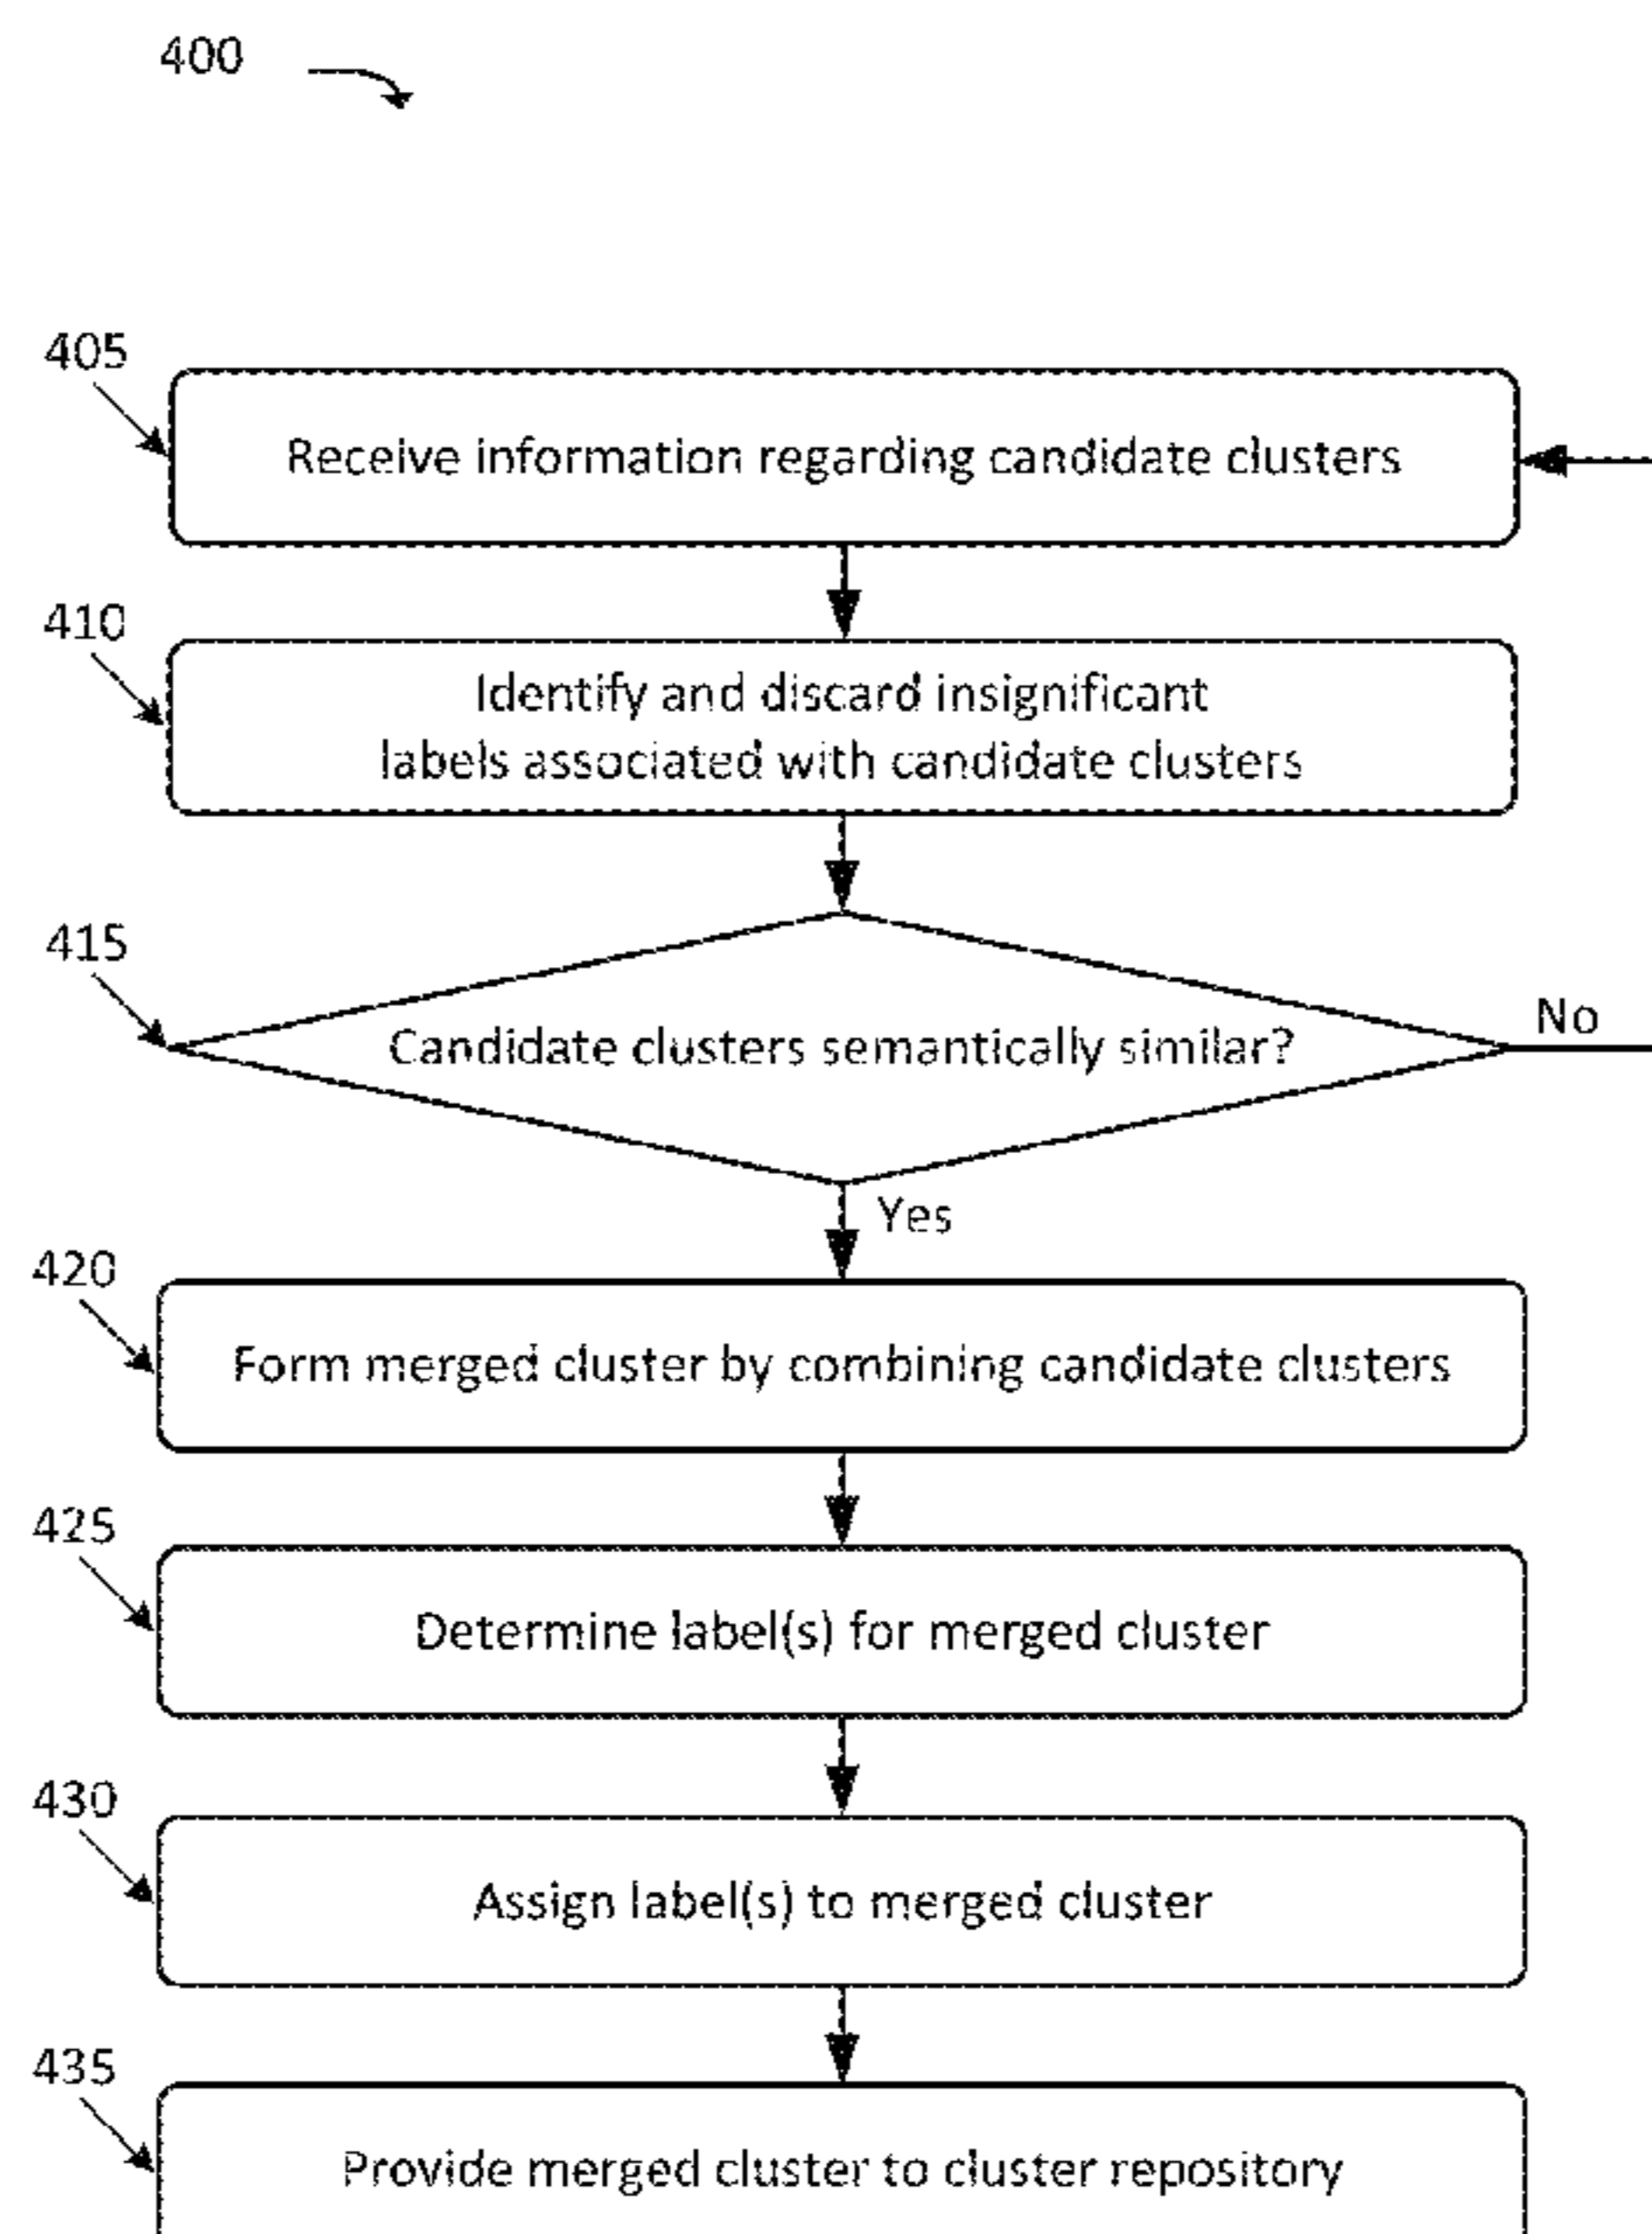 400
405
Receive information regarding candidate clusters
410
Identify and discard insignificant
labels associated with candidate clusters
415
Candidate clusters semantically similar?
No
Yes
420
Form merged cluster by combining candidate clusters
425
Determine label(s) for merged cluster
430
Assign label(s) to merged cluster
435
Provide merged cluster to cluster repository